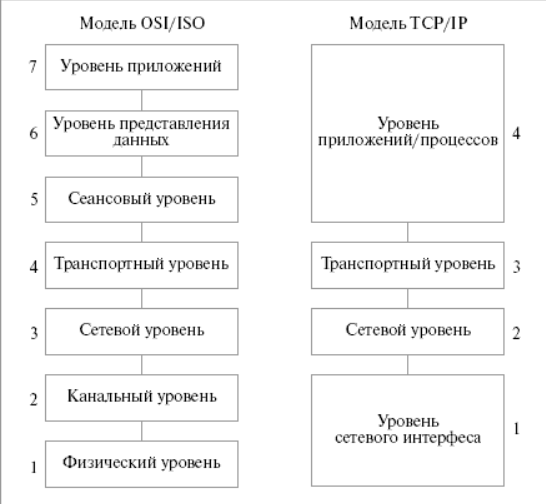 Модель OSI/ISO
7 Уровень приложений
6 Уровень представления
данных
5 Сеансовый уровень
4 Транспортный уровень
3 Сетевой уровень
2 Канальный уровень
1 Физический уровень
Модель TCP/IP
Уровень
приложений/процессов 4
Транспортный уровень 3
Сетевой уровень 2
Уровень
сетевого интерфеса 1